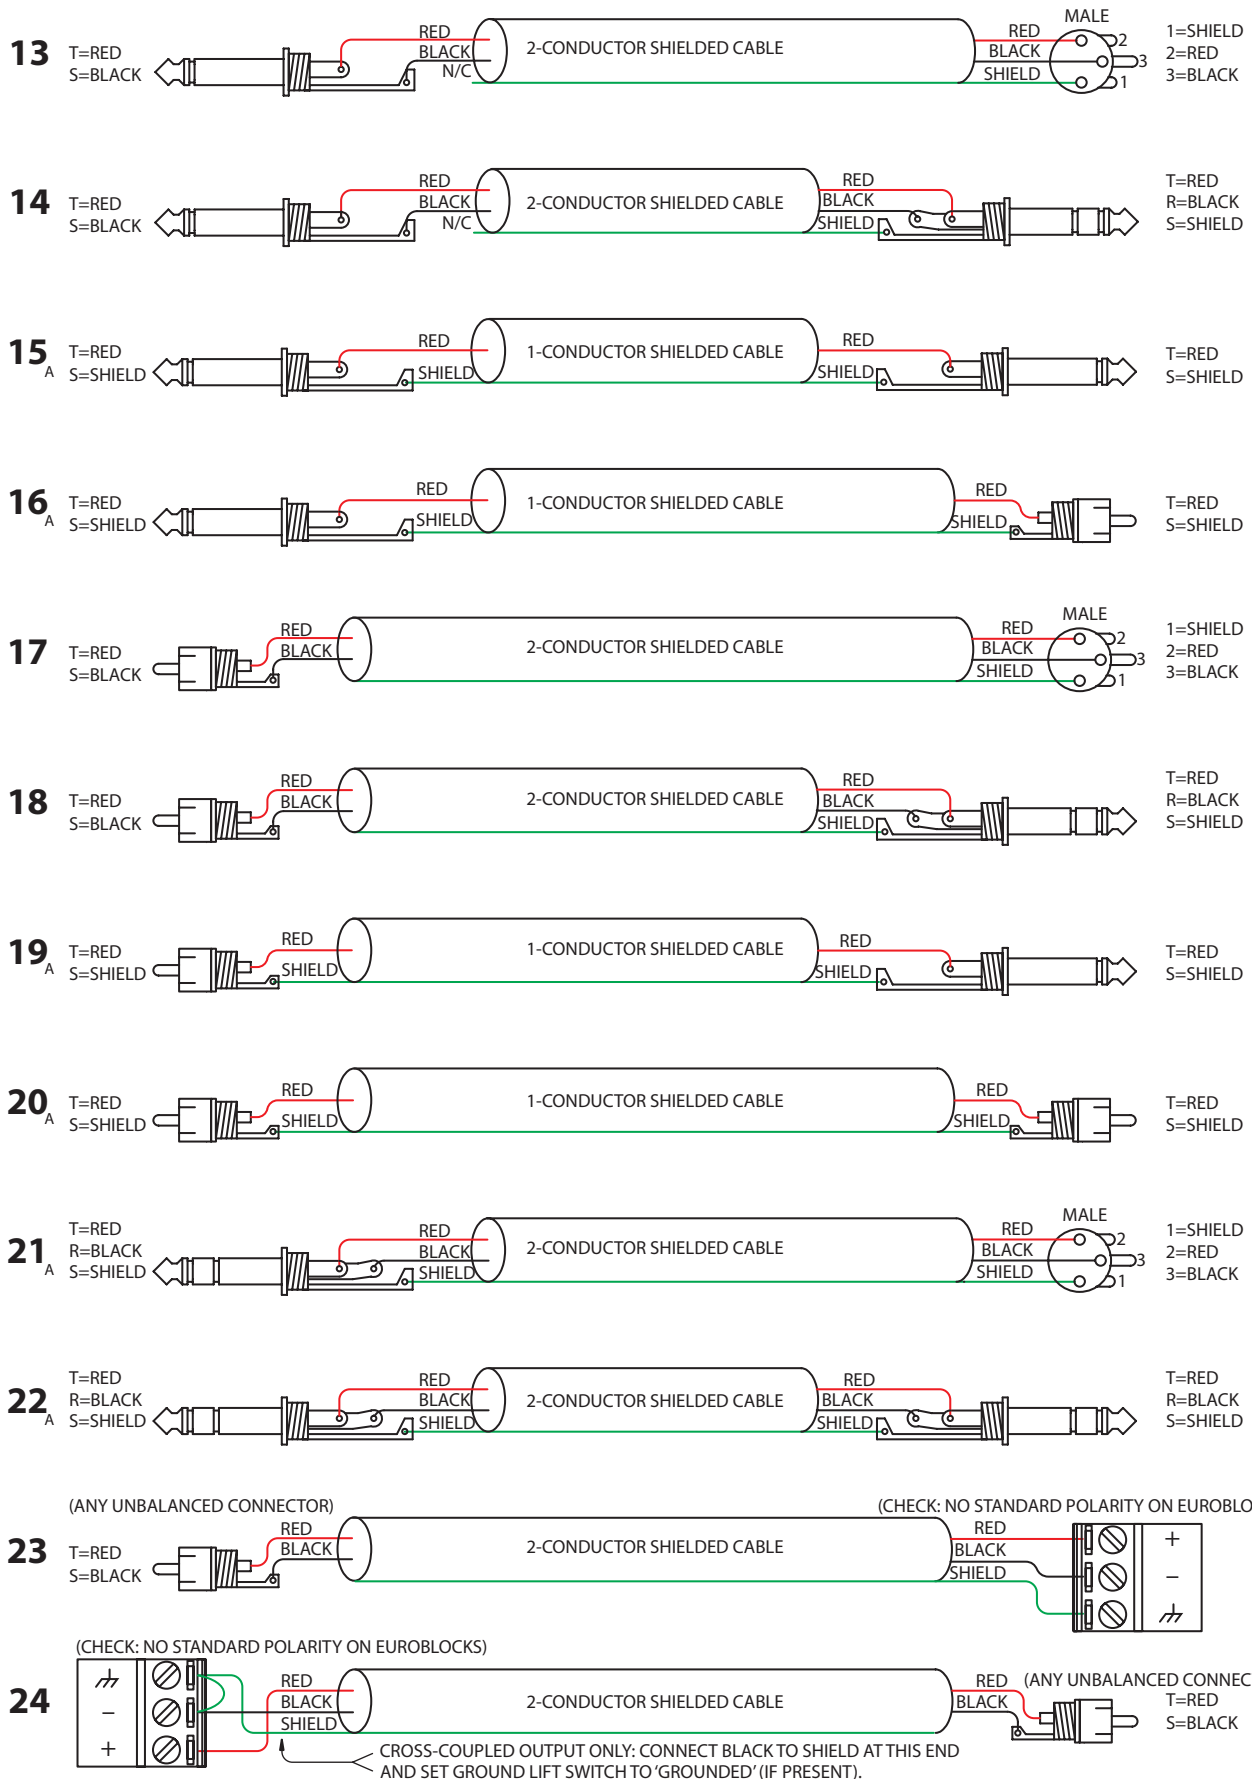 13
T=RED
S=BLACK
RED
BLACK
N/C
2-CONDUCTOR SHIELDED CABLE
RED
BLACK
SHIELD
MALE
2
3
1
1=SHIELD
2=RED
3=BLACK
14
T=RED
S=BLACK
RED
BLACK
N/C
2-CONDUCTOR SHIELDED CABLE
RED
BLACK
SHIELD
T=RED
R=BLACK
S=SHIELD
15 A
T=RED
S=SHIELD
RED
SHIELD
1-CONDUCTOR SHIELDED CABLE
RED
SHIELD
T=RED
S=SHIELD
16 A
T=RED
S=SHIELD
RED
SHIELD
1-CONDUCTOR SHIELDED CABLE
RED
SHIELD
T=RED
S=SHIELD
17
T=RED
S=BLACK
RED
BLACK
2-CONDUCTOR SHIELDED CABLE
RED
BLACK
SHIELD
MALE
2
3
1
1=SHIELD
2=RED
3=BLACK
18
T=RED
S=BLACK
RED
BLACK
2-CONDUCTOR SHIELDED CABLE
RED
BLACK
SHIELD
T=RED
R=BLACK
S=SHIELD
19 A
T=RED
S=SHIELD
RED
SHIELD
1-CONDUCTOR SHIELDED CABLE
RED
SHIELD
T=RED
S=SHIELD
20 A
T=RED
S=SHIELD
RED
SHIELD
1-CONDUCTOR SHIELDED CABLE
RED
SHIELD
T=RED
S=SHIELD
21 A
T=RED
R=BLACK
S=SHIELD
RED
BLACK
SHIELD
2-CONDUCTOR SHIELDED CABLE
RED
BLACK
SHIELD
MALE
2
3
1
1=SHIELD
2=RED
3=BLACK
22 A
T=RED
R=BLACK
S=SHIELD
RED
BLACK
SHIELD
2-CONDUCTOR SHIELDED CABLE
RED
BLACK
SHIELD
T=RED
R=BLACK
S=SHIELD
(ANY UNBALANCED CONNECTOR)
(CHECK: NO STANDARD POLARITY ON EUROBLO
23
T=RED
S=BLACK
RED
BLACK
2-CONDUCTOR SHIELDED CABLE
RED
BLACK
SHIELD
+
–
(CHECK: NO STANDARD POLARITY ON EUROBLOCKS)
24
–
+
RED
BLACK
SHIELD
2-CONDUCTOR SHIELDED CABLE
RED
BLACK
(ANY UNBALANCED CONNEC
T=RED
S=BLACK
CROSS-COUPLED OUTPUT ONLY: CONNECT BLACK TO SHIELD AT THIS END
AND SET GROUND LIFT SWITCH TO ‘GROUNDED’ (IF PRESENT).